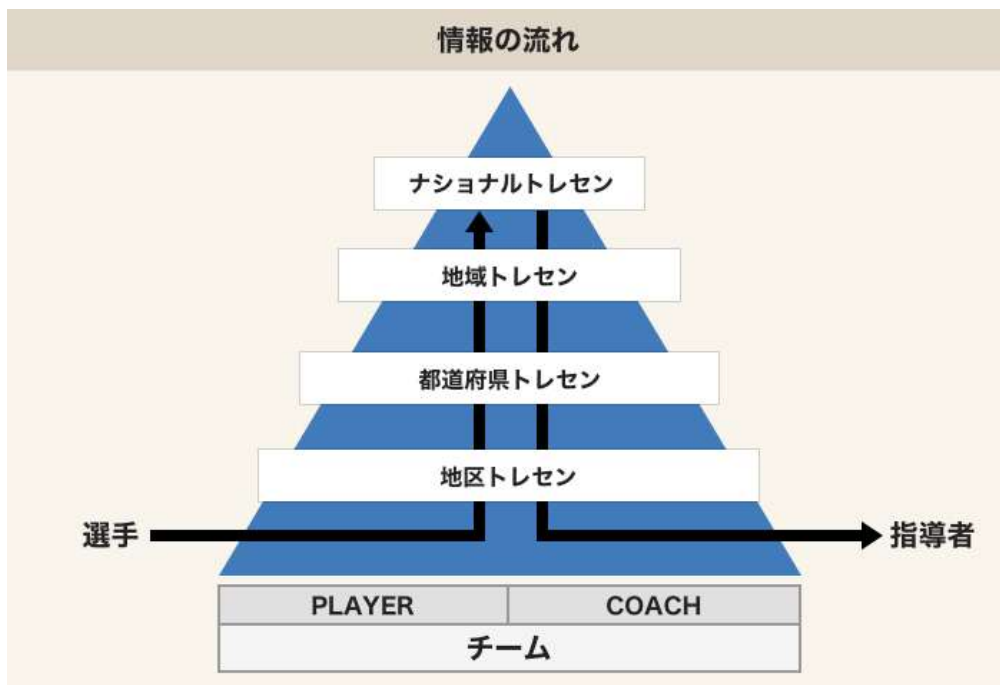 情報の流れ
ナショナルトレセン
地域トレセン
都道府県トレセン
地区トレセン
選手
指導者
PLAYER
COACH
チーム